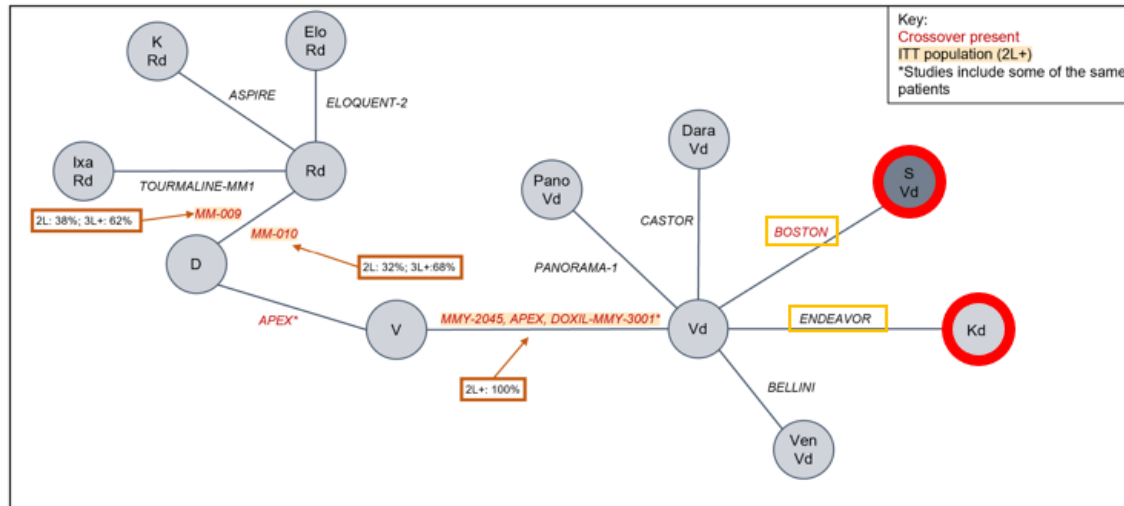 Key:
Crossover present
ITT population (2L+)
*Studies include some of the same
patients
K
Rd
Elo
Rd
ASPIRE
ELOQUENT-2
Ixa
Rd
Rd
TOURMALINE-MM1
2L: 38%; 3L+: 62%
MM-009
MM-010
D
2L: 32%; 3L+:68%
APEX*
V
MMY-2045, APEX, DOXIL-MMY-3001*
2L+: 100%
Dara
Vd
Pano
Vd
CASTOR
S
Vd
BOSTON
PANORAMA-1
Vd
ENDEAVOR
Kd
BELLINI
Ven
Vd